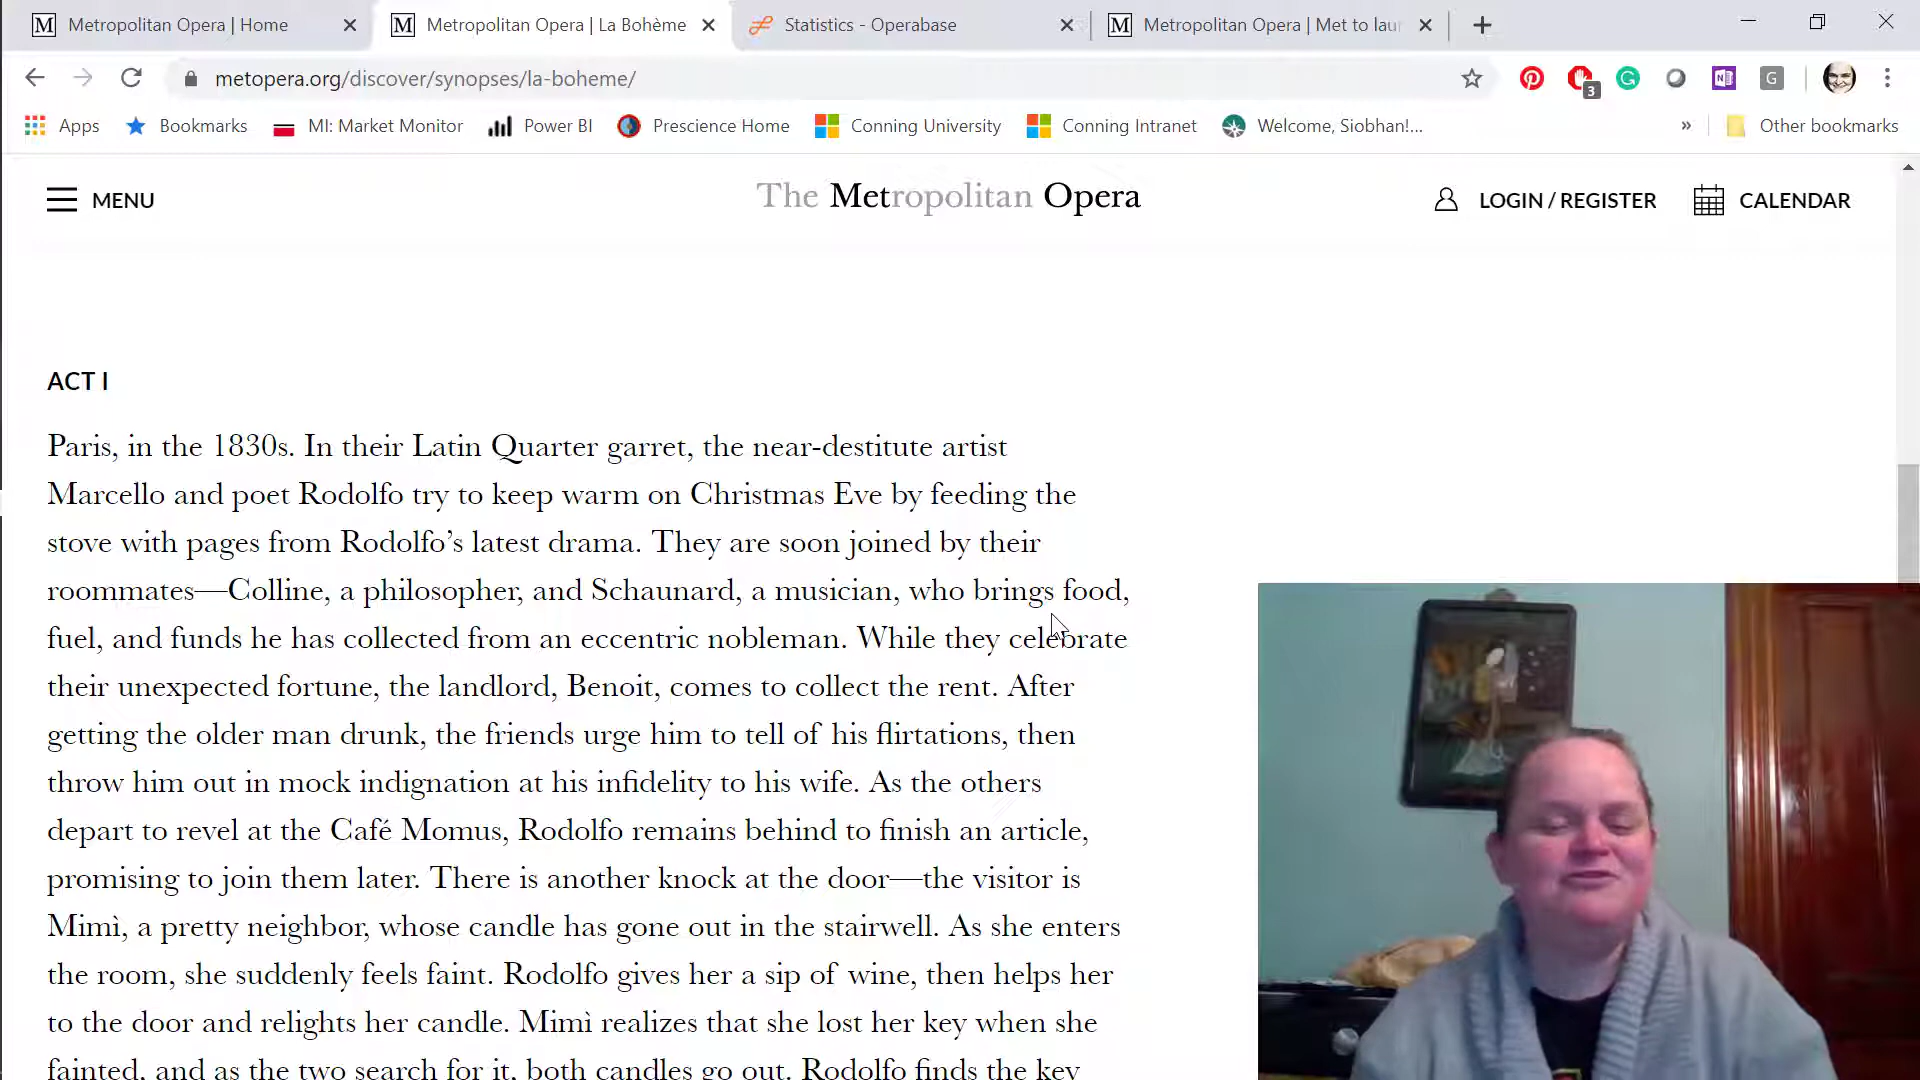 Metropolitan Opera | Home
Metropolitan Opera | La Bohème
Statistics - Operabase
Metropolitan Opera | Met to lau
metopera.org/discover/synopses/la-boheme/
3
G
Apps
Bookmarks
MI: Market Monitor
Power BI
Prescience Home
Conning University
Conning Intranet
Welcome, Siobhan!...
»
Other bookmarks
MENU
The Metropolitan Opera
LOGIN / REGISTER
CALENDAR
ACT I
Paris, in the 1830s. In their Latin Quarter garret, the near-destitute artist
Marcello and poet Rodolfo try to keep warm on Christmas Eve by feeding the
stove with pages from Rodolfo’s latest drama. They are soon joined by their
roommates—Colline, a philosopher, and Schaunard, a musician, who brings food,
fuel, and funds he has collected from an eccentric nobleman. While they celebrate
their unexpected fortune, the landlord, Benoit, comes to collect the rent. After
getting the older man drunk, the friends urge him to tell of his flirtations, then
throw him out in mock indignation at his infidelity to his wife. As the others
depart to revel at the Café Momus, Rodolfo remains behind to finish an article,
promising to join them later. There is another knock at the door—the visitor is
Mimì, a pretty neighbor, whose candle has gone out in the stairwell. As she enters
the room, she suddenly feels faint. Rodolfo gives her a sip of wine, then helps her
to the door and relights her candle. Mimì realizes that she lost her key when she
fainted, and as the two search for it, both candles go out. Rodolfo finds the key